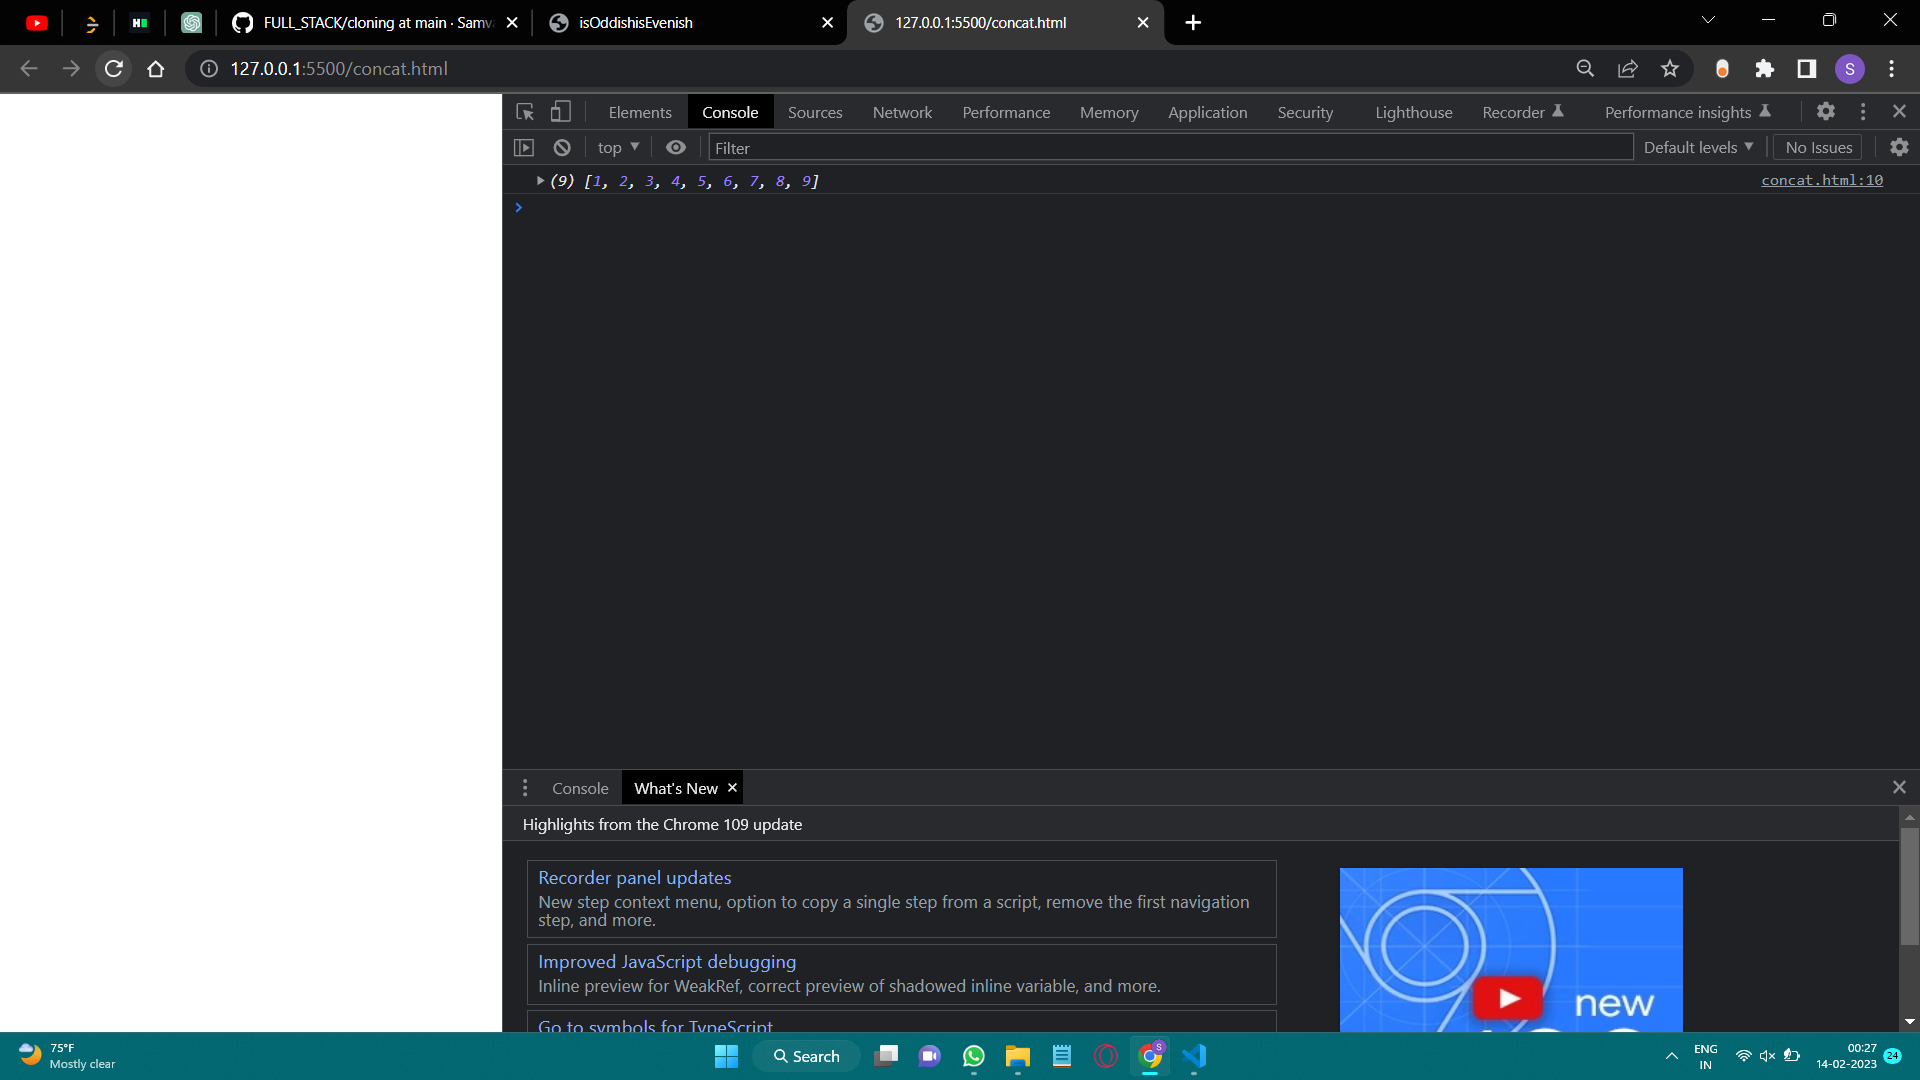 FULL_STACK/cloning at main · Samv
isOddishisEvenish
127.0.0.1:5500/concat.html
127.0.0.1:5500/concat.html
S
Elements
Console
Sources
Network
Performance
Memory
Application
Security
Lighthouse
Recorder
Performance insights
top
Filter
Default levels
No Issues
(9) [1, 2, 3, 4, 5, 6, 7, 8, 9]
concat.html:10
Console
What's New
Highlights from the Chrome 109 update
Recorder panel updates
New step context menu, option to copy a single step from a script, remove the first navigation
step, and more.
Improved JavaScript debugging
Inline preview for WeakRef, correct preview of shadowed inline variable, and more.
Go to symbols for TypeScript
new
75°F
Mostly clear
Search
S
ENG
IN
00:27
14-02-2023
24